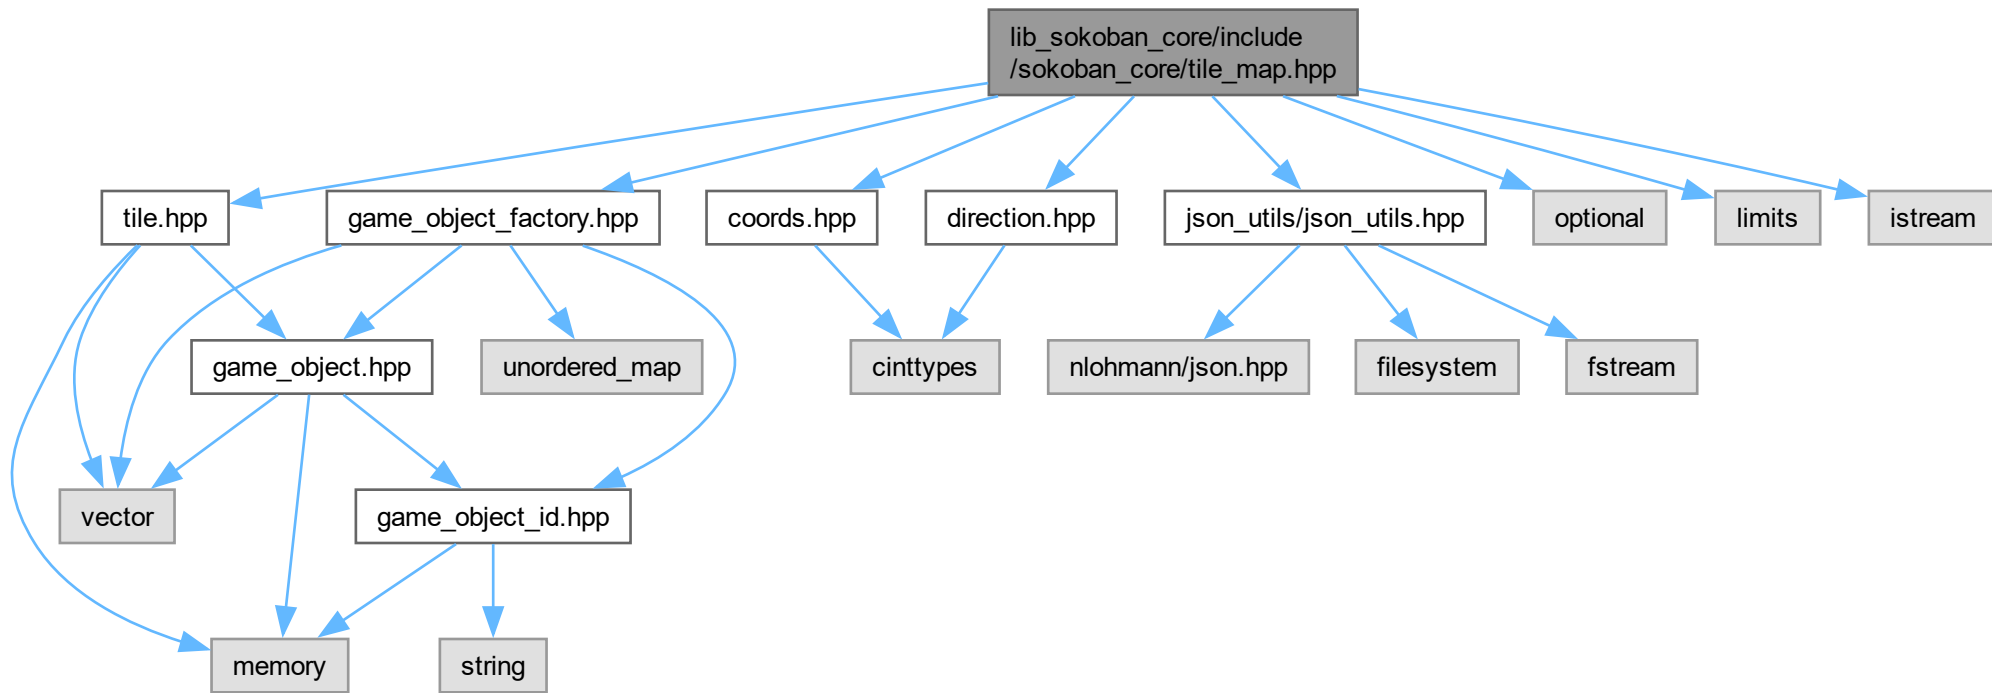 lib_sokoban_core/include
/sokoban_core/tile_map.hpp
tile.hpp
game_object_factory.hpp
coords.hpp
direction.hpp
json_utils/json_utils.hpp
optional
limits
istream
game_object.hpp
unordered_map
cinttypes
nlohmann/json.hpp
filesystem
fstream
vector
game_object_id.hpp
memory
string